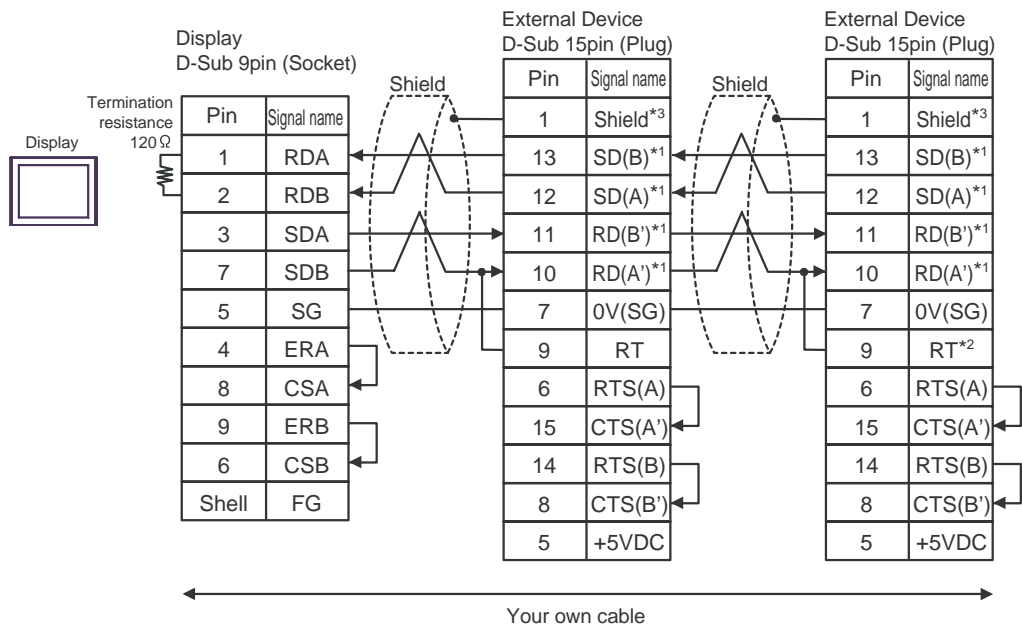 Display
D-Sub 9pin (Socket)
External Device
D-Sub 15pin (Plug)
External Device
D-Sub 15pin (Plug)
Display
Termination
resistance
120 Ω
Shield
Shield
Pin Signal name
1 RDA
2 RDB
3 SDA
7 SDB
5 SG
4 ERA
8 CSA
9 ERB
6 CSB
Shell FG
Pin Signal name
1 Shield*3
13 SD(B)*1
12 SD(A)*1
11 RD(B')*1
10 RD(A')*1
7 0V(SG)
9 RT
6 RTS(A)
15 CTS(A')
14 RTS(B)
8 CTS(B')
5 +5VDC
Pin Signal name
1 Shield*3
13 SD(B)*1
12 SD(A)*1
11 RD(B')*1
10 RD(A')*1
7 0V(SG)
9 RT*2
6 RTS(A)
15 CTS(A')
14 RTS(B)
8 CTS(B')
5 +5VDC
Your own cable